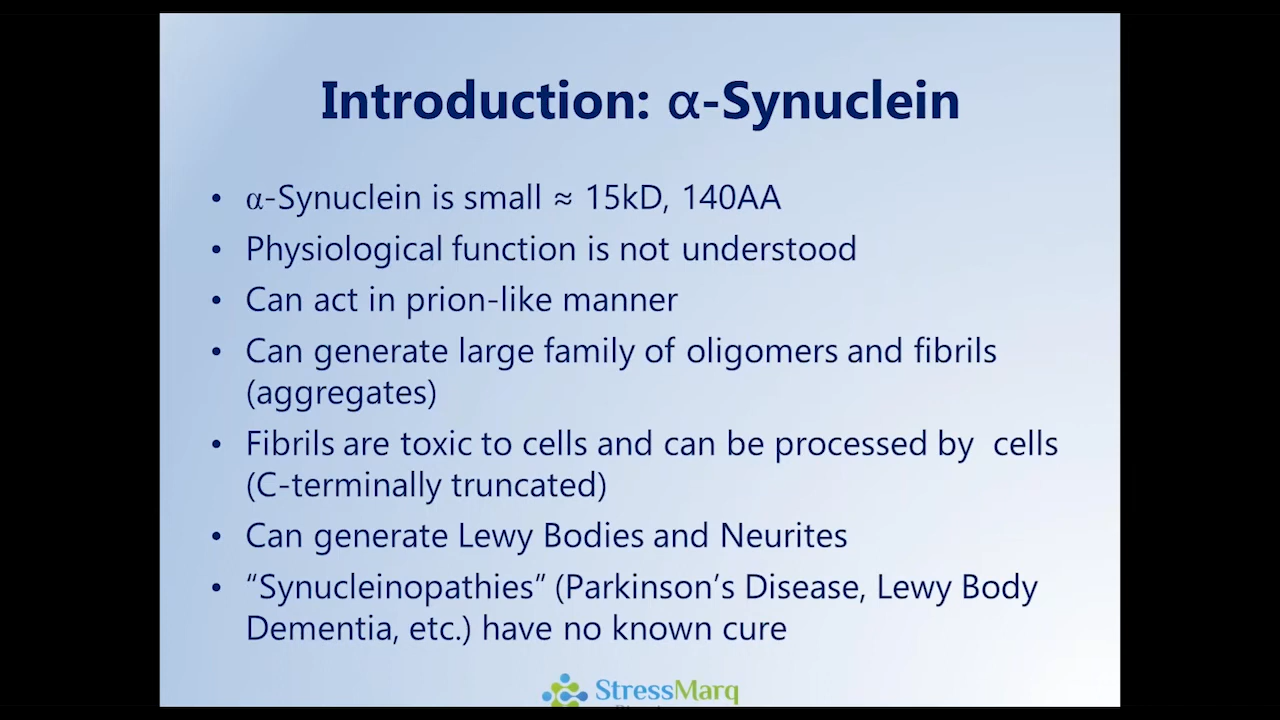 Introduction: α-Synuclein
• α-Synuclein is small ≈ 15kD, 140AA
• Physiological function is not understood
• Can act in prion-like manner
• Can generate large family of oligomers and fibrils
(aggregates)
• Fibrils are toxic to cells and can be processed by  cells
(C-terminally truncated)
• Can generate Lewy Bodies and Neurites
• “Synucleinopathies” (Parkinson’s Disease, Lewy Body
Dementia, etc.) have no known cure
StressMarq